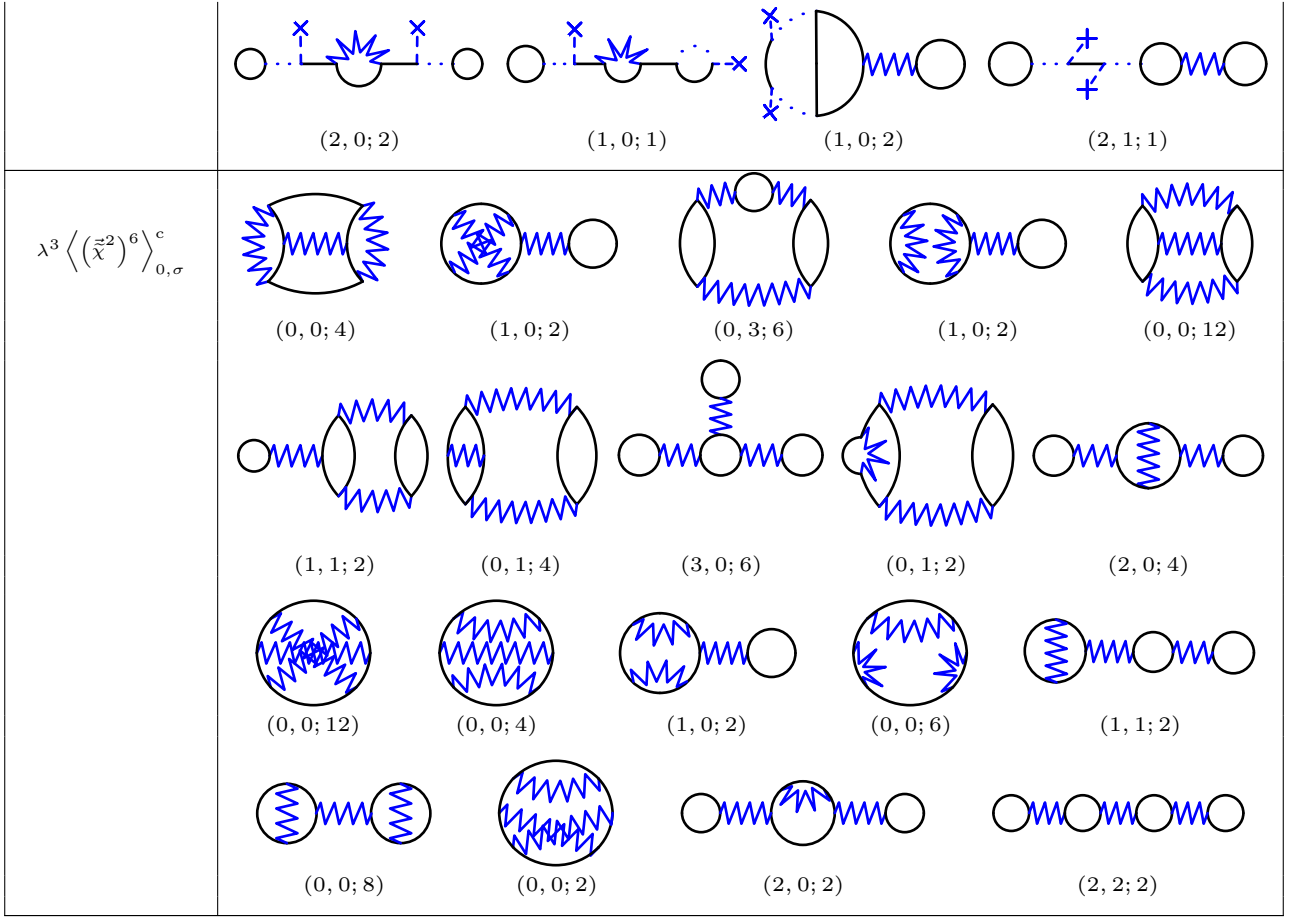 (2, 0; 2) (1, 0; 1) (1, 0; 2) (2, 1; 1)
λ³ ⟨(χ⃗²)⁶⟩ᶜ₀,σ
(0, 0; 4) (1, 0; 2) (0, 3; 6) (1, 0; 2) (0, 0; 12)
(1, 1; 2) (0, 1; 4) (3, 0; 6) (0, 1; 2) (2, 0; 4)
(0, 0; 12) (0, 0; 4) (1, 0; 2) (0, 0; 6) (1, 1; 2)
(0, 0; 8) (0, 0; 2) (2, 0; 2) (2, 2; 2)